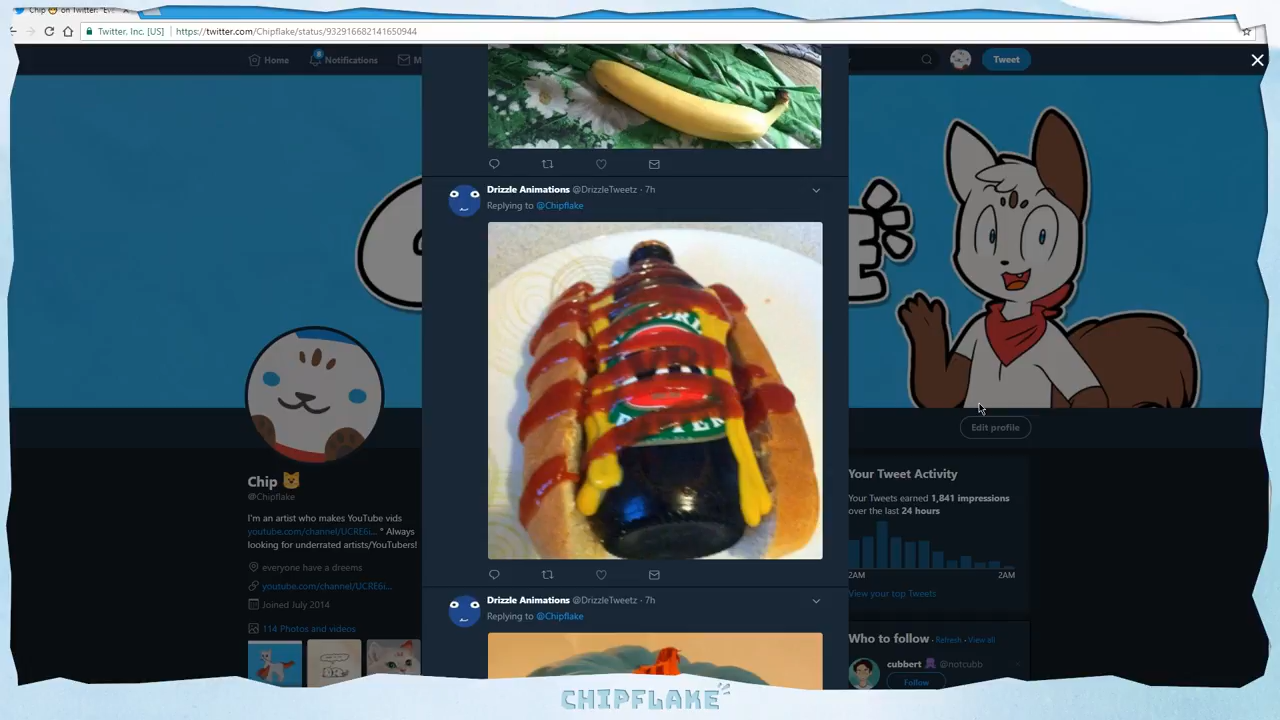 Chip 🐱 on Twitter: "Eve
Twitter, Inc. [US] https://twitter.com/Chipflake/status/932916682141650944
Home Notifications M Tweet
Drizzle Animations @DrizzleTweetz · 7h
Replying to @Chipflake
Edit profile
Chip 🐱
@Chipflake
I'm an artist who makes YouTube vids
youtube.com/channel/UCRE6i... * Always
looking for underrated artists/YouTubers!
everyone have a dreems
youtube.com/channel/UCRE6i...
Joined July 2014
114 Photos and videos
Your Tweet Activity
Your Tweets earned 1,841 impressions
over the last 24 hours
2AM 2AM
View your top Tweets
Drizzle Animations @DrizzleTweetz · 7h
Replying to @Chipflake
Who to follow · Refresh · View all
cubbert @notcubb
Follow
CHIPFLAKE